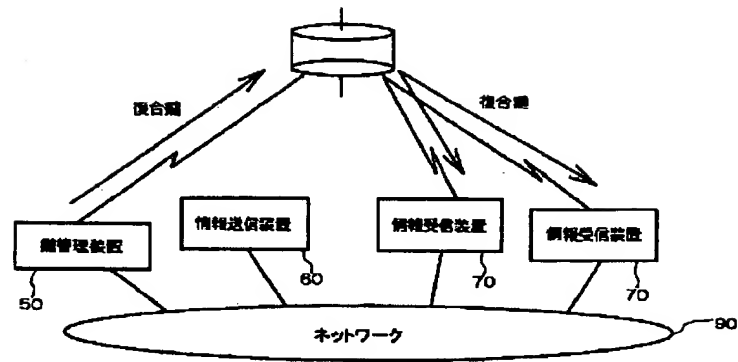 復合鍵
復合鍵
鍵管理装置
情報送信装置
情報受信装置
情報受信装置
50
60
70
70
ネットワーク
90